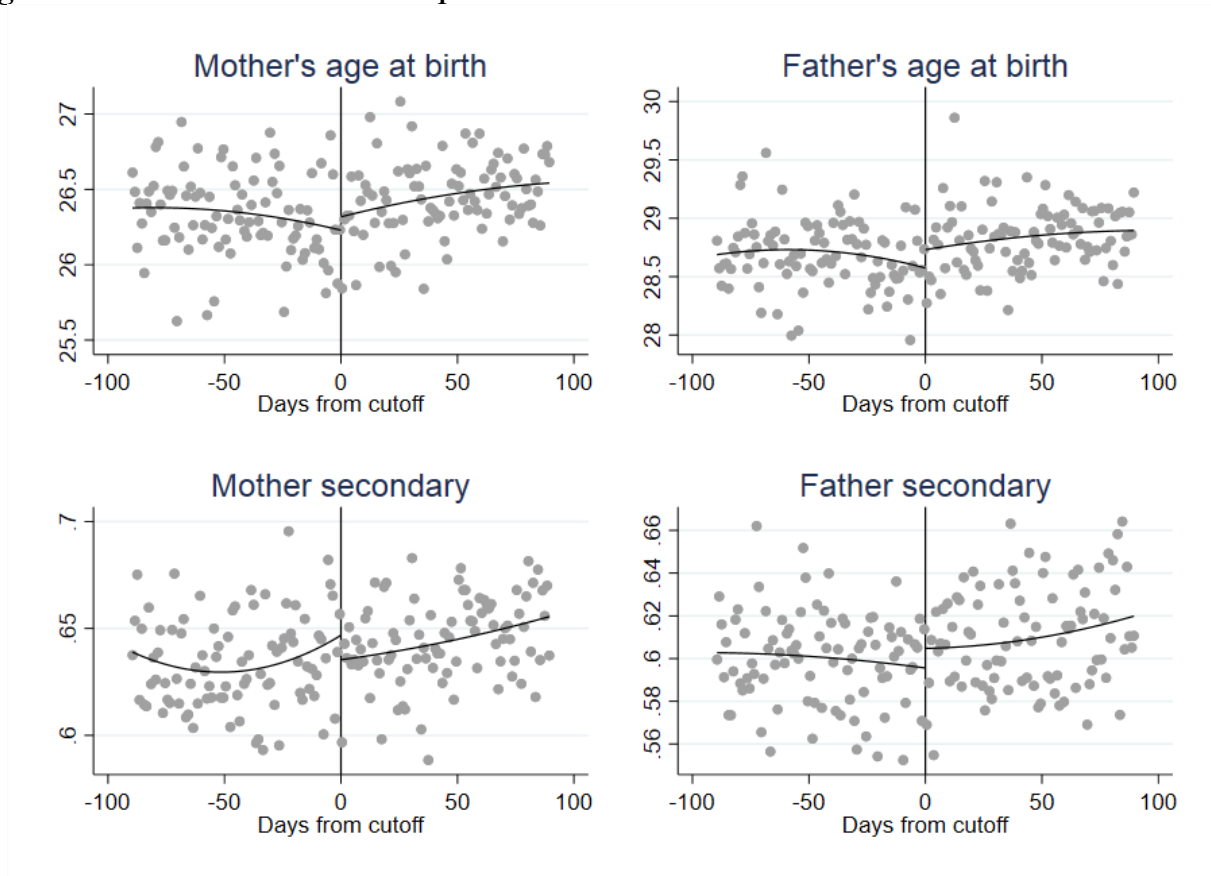 Mother's age at birth
27
26.5
26
25.5
-100 -50 0 50 100
Days from cutoff
Father's age at birth
30
29.5
29
28.5
28
-100 -50 0 50 100
Days from cutoff
Mother secondary
.7
.65
.6
-100 -50 0 50 100
Days from cutoff
Father secondary
.66
.64
.62
.6
.58
.56
-100 -50 0 50 100
Days from cutoff